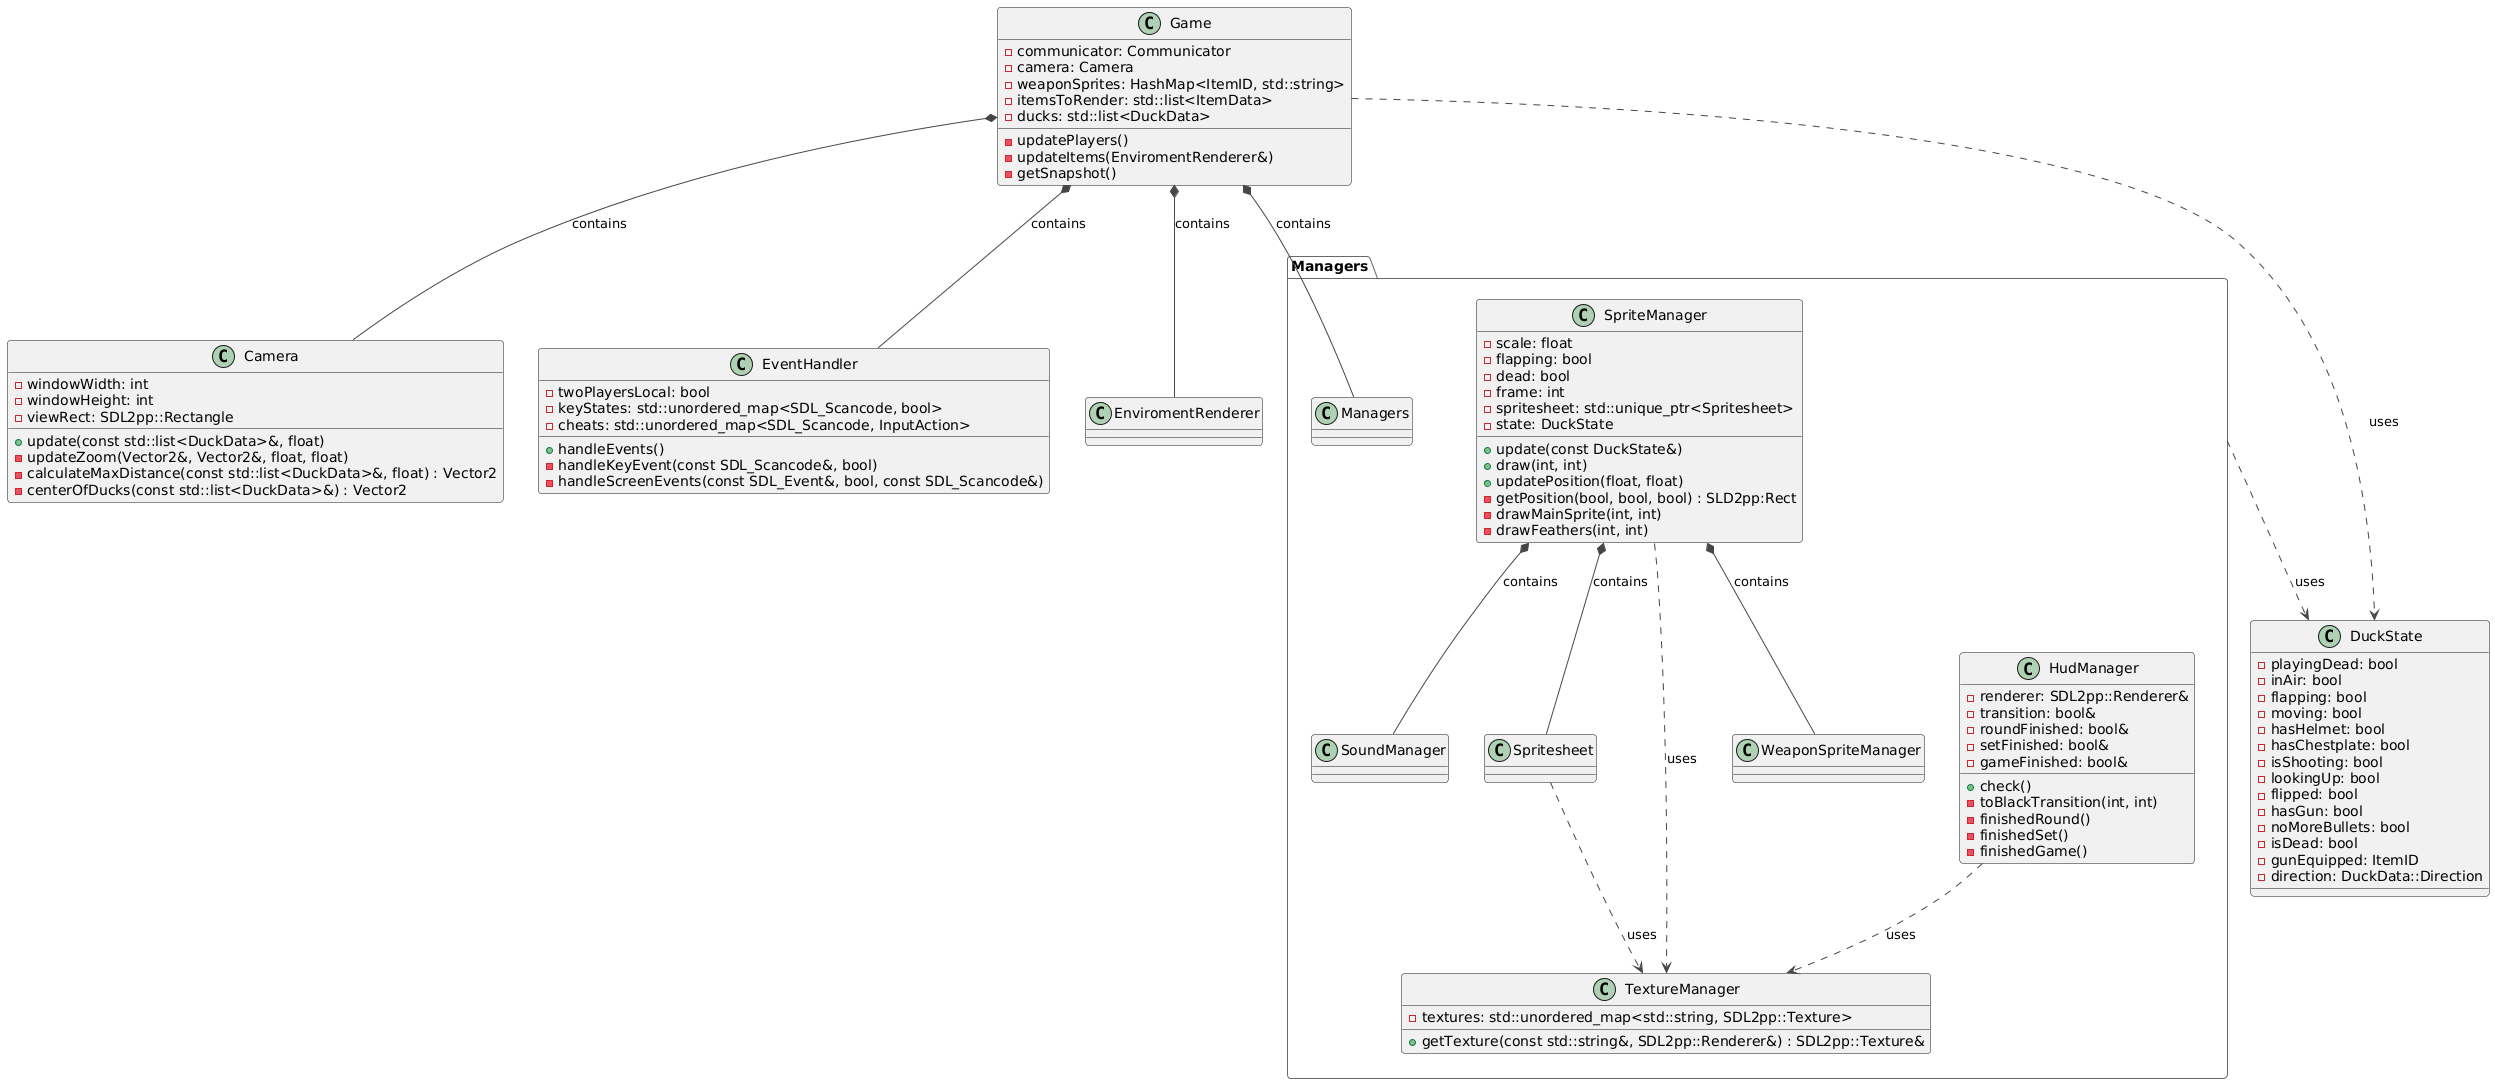 Game
communicator: Communicator
camera: Camera
weaponSprites: HashMap<ItemID, std::string>
itemsToRender: std::list<ItemData>
ducks: std::list<DuckData>
updatePlayers()
updateItems(EnviromentRenderer&)
getSnapshot()
contains
contains
contains
contains
uses
uses
Camera
windowWidth: int
windowHeight: int
viewRect: SDL2pp::Rectangle
update(const std::list<DuckData>&, float)
updateZoom(Vector2&, Vector2&, float, float)
calculateMaxDistance(const std::list<DuckData>&, float) : Vector2
centerOfDucks(const std::list<DuckData>&) : Vector2
EventHandler
twoPlayersLocal: bool
keyStates: std::unordered_map<SDL_Scancode, bool>
cheats: std::unordered_map<SDL_Scancode, InputAction>
handleEvents()
handleKeyEvent(const SDL_Scancode&, bool)
handleScreenEvents(const SDL_Event&, bool, const SDL_Scancode&)
EnviromentRenderer
Managers
Managers
SpriteManager
scale: float
flapping: bool
dead: bool
frame: int
spritesheet: std::unique_ptr<Spritesheet>
state: DuckState
update(const DuckState&)
draw(int, int)
updatePosition(float, float)
getPosition(bool, bool, bool) : SLD2pp:Rect
drawMainSprite(int, int)
drawFeathers(int, int)
contains
contains
contains
uses
SoundManager
Spritesheet
WeaponSpriteManager
HudManager
renderer: SDL2pp::Renderer&
transition: bool&
roundFinished: bool&
setFinished: bool&
gameFinished: bool&
check()
toBlackTransition(int, int)
finishedRound()
finishedSet()
finishedGame()
DuckState
playingDead: bool
inAir: bool
flapping: bool
moving: bool
hasHelmet: bool
hasChestplate: bool
isShooting: bool
lookingUp: bool
flipped: bool
hasGun: bool
noMoreBullets: bool
isDead: bool
gunEquipped: ItemID
direction: DuckData::Direction
uses
uses
TextureManager
textures: std::unordered_map<std::string, SDL2pp::Texture>
getTexture(const std::string&, SDL2pp::Renderer&) : SDL2pp::Texture&